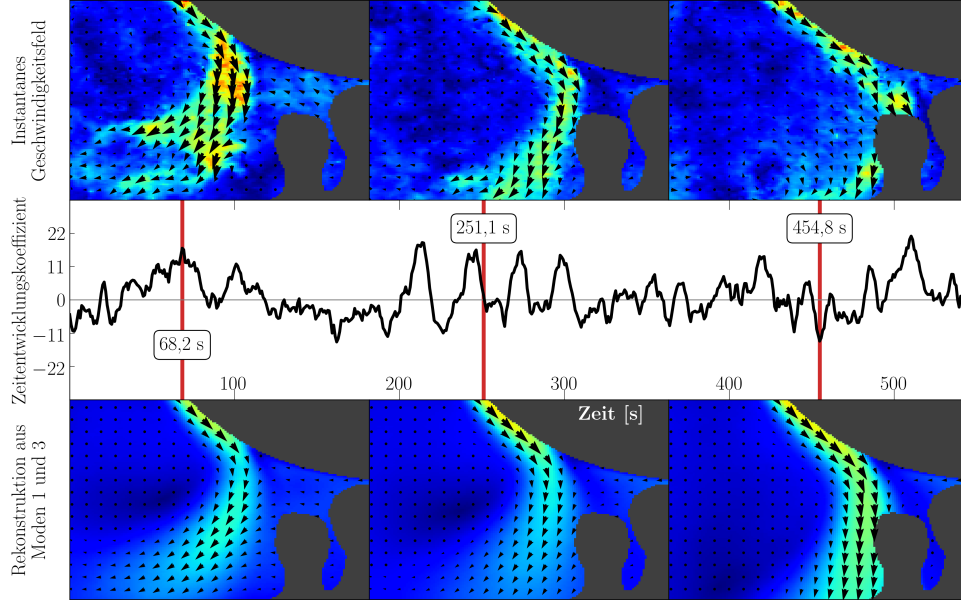 Instantanes
Geschwindigkeitsfeld
Zeitentwicklungskoeffizient
22
11
0
−11
−22
68,2 s
251,1 s
454,8 s
100
200
300
400
500
Zeit [s]
Rekonstruktion aus
Moden 1 und 3